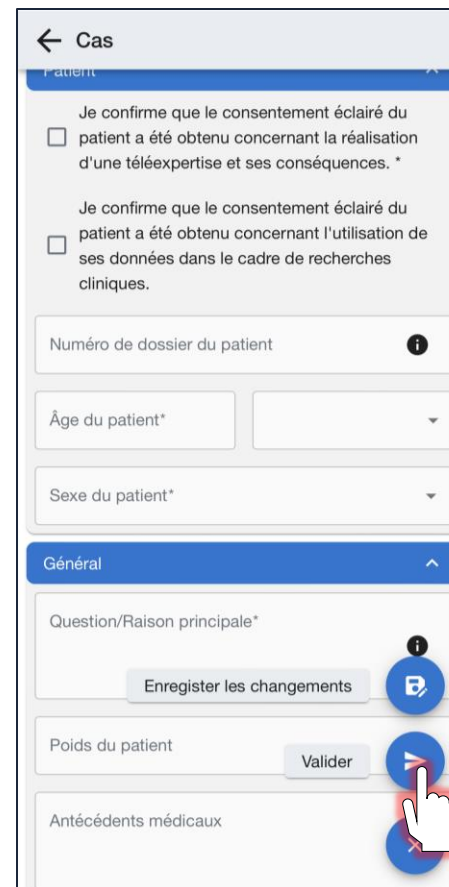 Cas
Patient
Je confirme que le consentement éclairé du
patient a été obtenu concernant la réalisation
d'une téléexpertise et ses conséquences. *
Je confirme que le consentement éclairé du
patient a été obtenu concernant l'utilisation de
ses données dans le cadre de recherches
cliniques.
Numéro de dossier du patient
Âge du patient*
Sexe du patient*
Général
Question/Raison principale*
Enregister les changements
Poids du patient
Valider
Antécédents médicaux